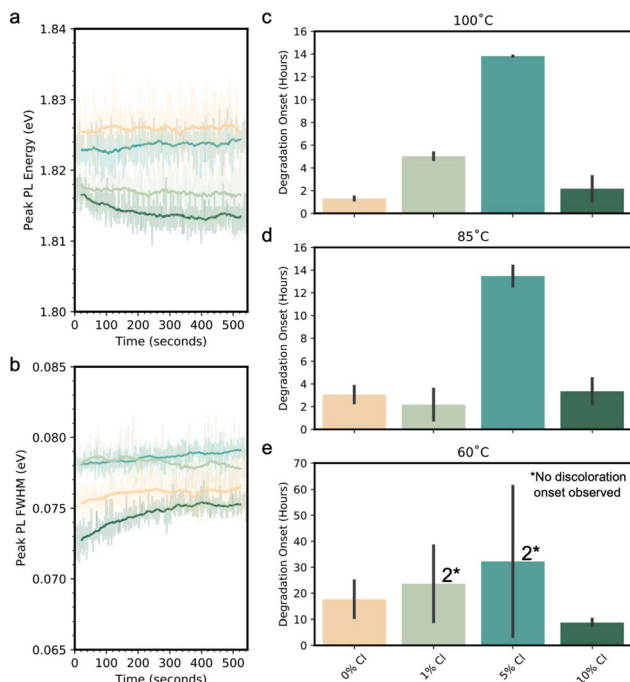 a
1.84
1.83
1.82
1.81
1.80
Peak PL Energy (eV)
0 100 200 300 400 500
Time (seconds)
b
0.085
0.080
0.075
0.070
0.065
Peak PL FWHM (eV)
0 100 200 300 400 500
Time (seconds)
c
100˚C
16
14
12
10
8
6
4
2
0
Degradation Onset (Hours)
d
85˚C
16
14
12
10
8
6
4
2
0
Degradation Onset (Hours)
e
60˚C
70
60
50
40
30
20
10
0
Degradation Onset (Hours)
*No discoloration
onset observed
2*
2*
0% Cl
1% Cl
5% Cl
10% Cl